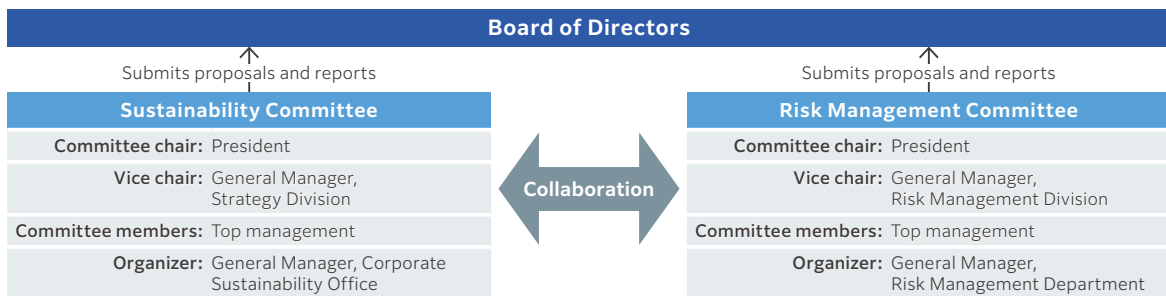 Board of Directors
Submits proposals and reports
Submits proposals and reports
Sustainability Committee
Committee chair: President
Vice chair: General Manager,
Strategy Division
Committee members: Top management
Organizer: General Manager, Corporate
Sustainability Office
Collaboration
Risk Management Committee
Committee chair: President
Vice chair: General Manager,
Risk Management Division
Committee members: Top management
Organizer: General Manager,
Risk Management Department